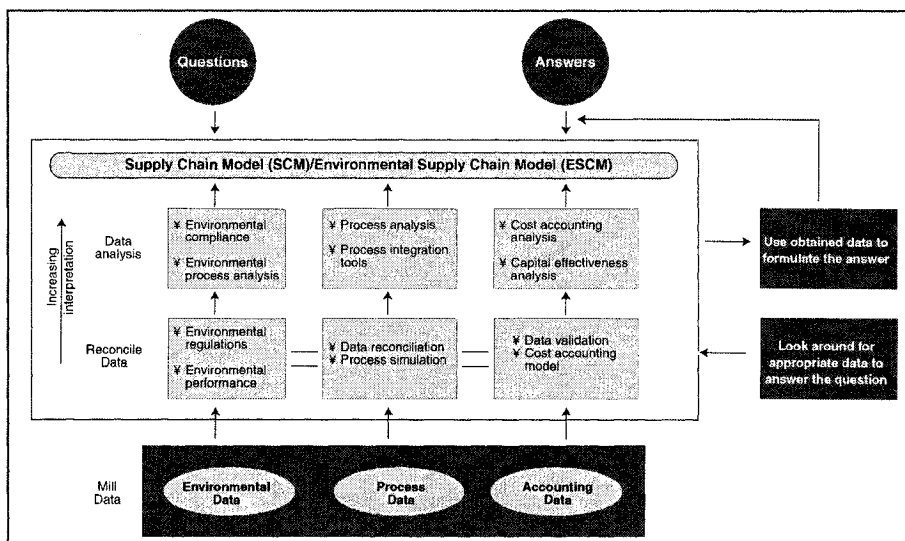 Questions
Answers
Supply Chain Model (SCM)/Environmental Supply Chain Model (ESCM)
Increasing
interpretation
Data
analysis
¥ Environmental
compliance
¥ Environmental
process analysis
¥ Process analysis
¥ Process integration
tools
¥ Cost accounting
analysis
¥ Capital effectiveness
analysis
Use obtained data to
formulate the answer
Reconcile
Data
¥ Environmental
regulations
¥ Environmental
performance
¥ Data reconciliation
¥ Process simulation
¥ Data validation
¥ Cost accounting
model
Look around for
appropriate data to
answer the question
Mill
Data
Environmental
Data
Process
Data
Accounting
Data